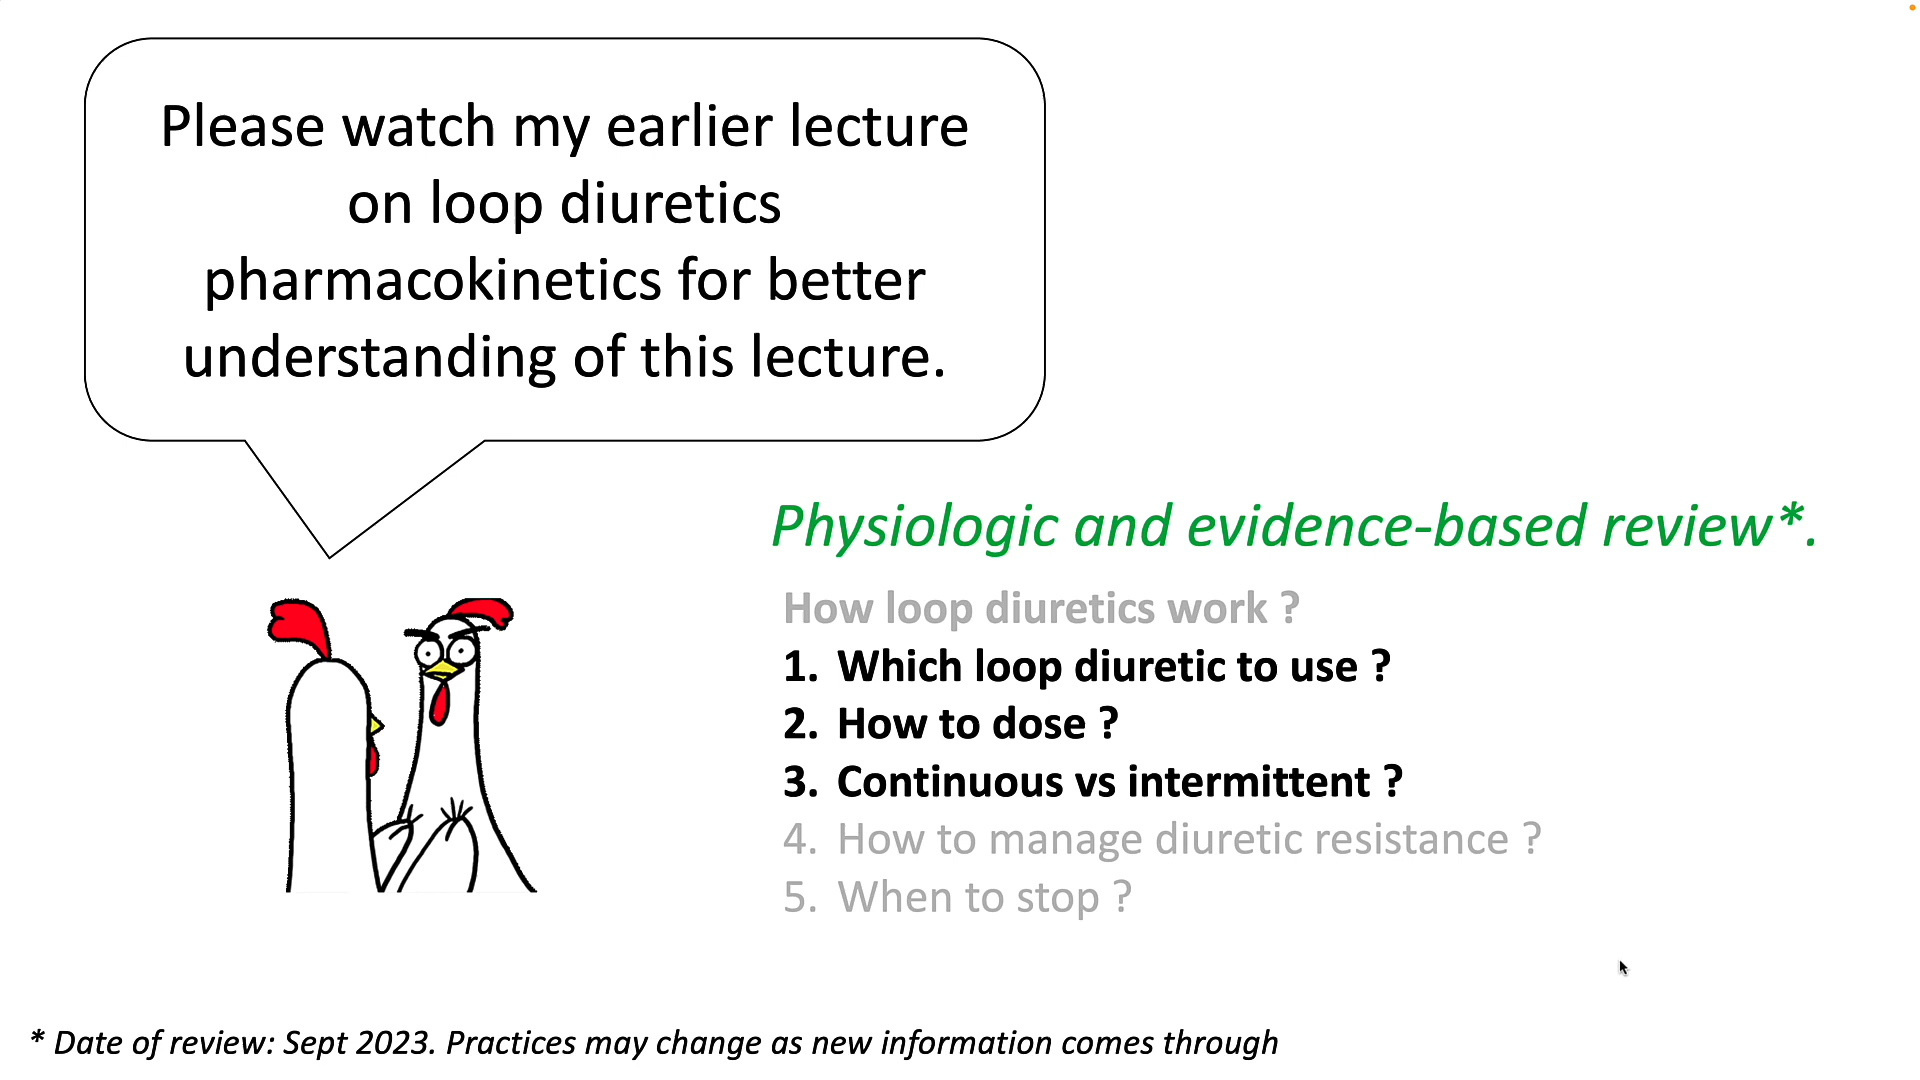 Please watch my earlier lecture
on loop diuretics
pharmacokinetics for better
understanding of this lecture.
Physiologic and evidence-based review*.
How loop diuretics work ?
1. Which loop diuretic to use ?
2. How to dose ?
3. Continuous vs intermittent ?
4. How to manage diuretic resistance ?
5. When to stop ?
* Date of review: Sept 2023. Practices may change as new information comes through